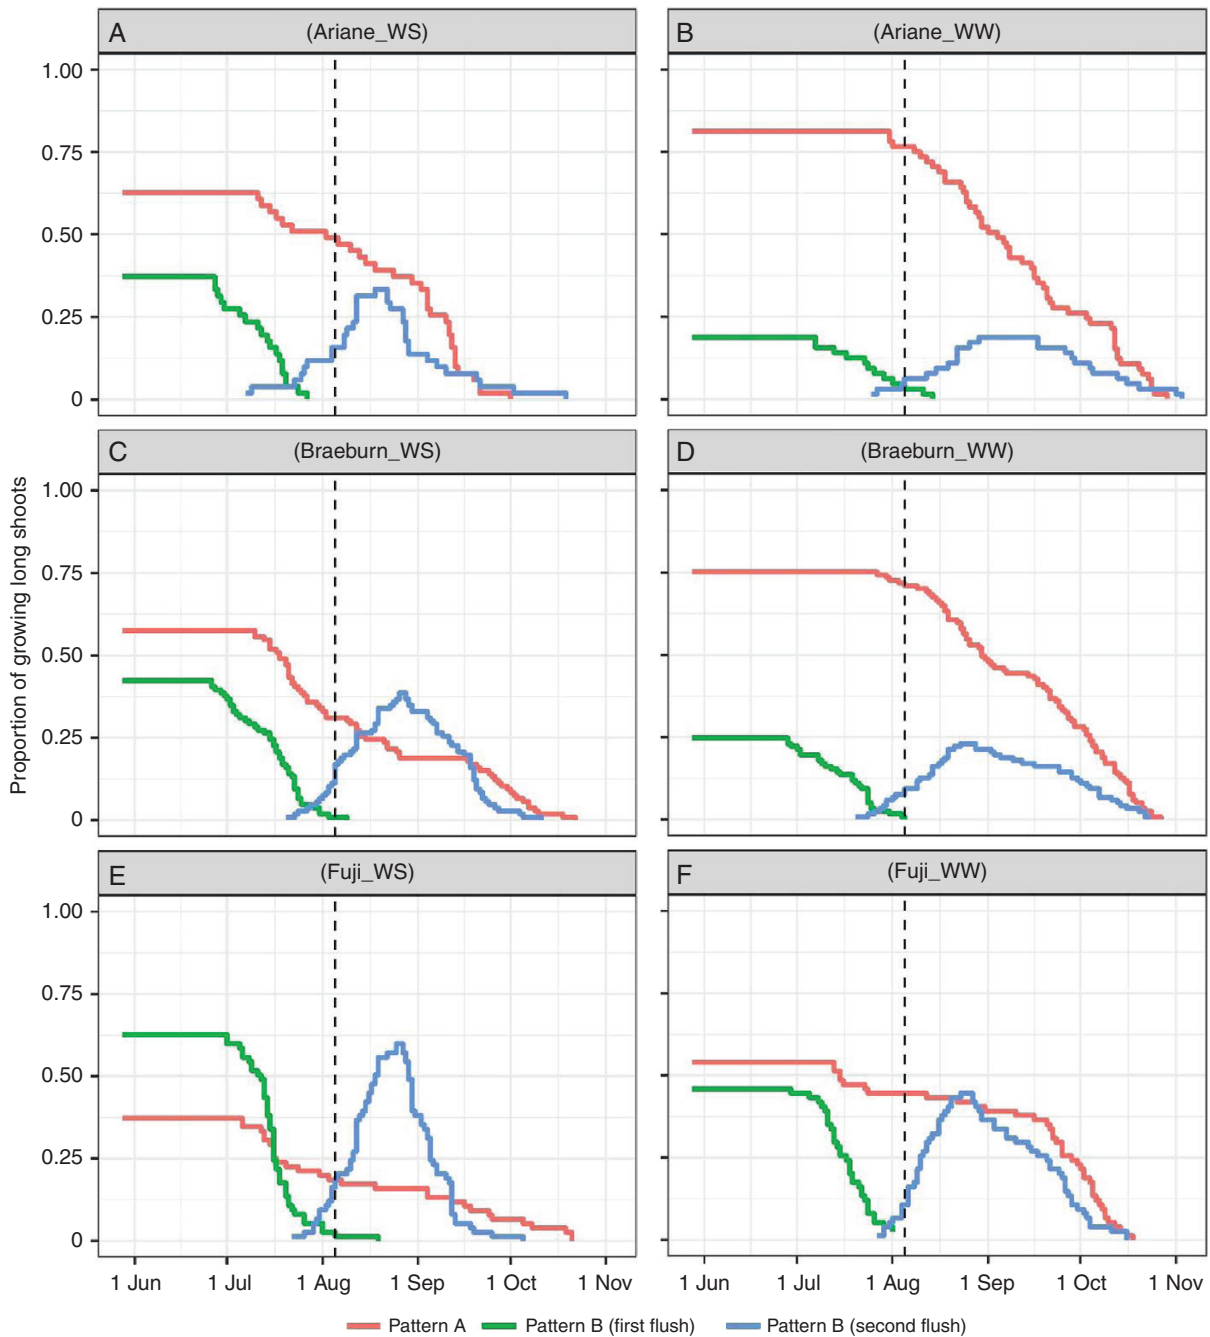 A (Ariane_WS)
B (Ariane_WW)
1.00
0.75
0.50
0.25
0
C (Braeburn_WS)
D (Braeburn_WW)
1.00
0.75
0.50
0.25
0
Proportion of growing long shoots
E (Fuji_WS)
F (Fuji_WW)
1.00
0.75
0.50
0.25
0
1 Jun 1 Jul 1 Aug 1 Sep 1 Oct 1 Nov
1 Jun 1 Jul 1 Aug 1 Sep 1 Oct 1 Nov
Pattern A Pattern B (first flush) Pattern B (second flush)